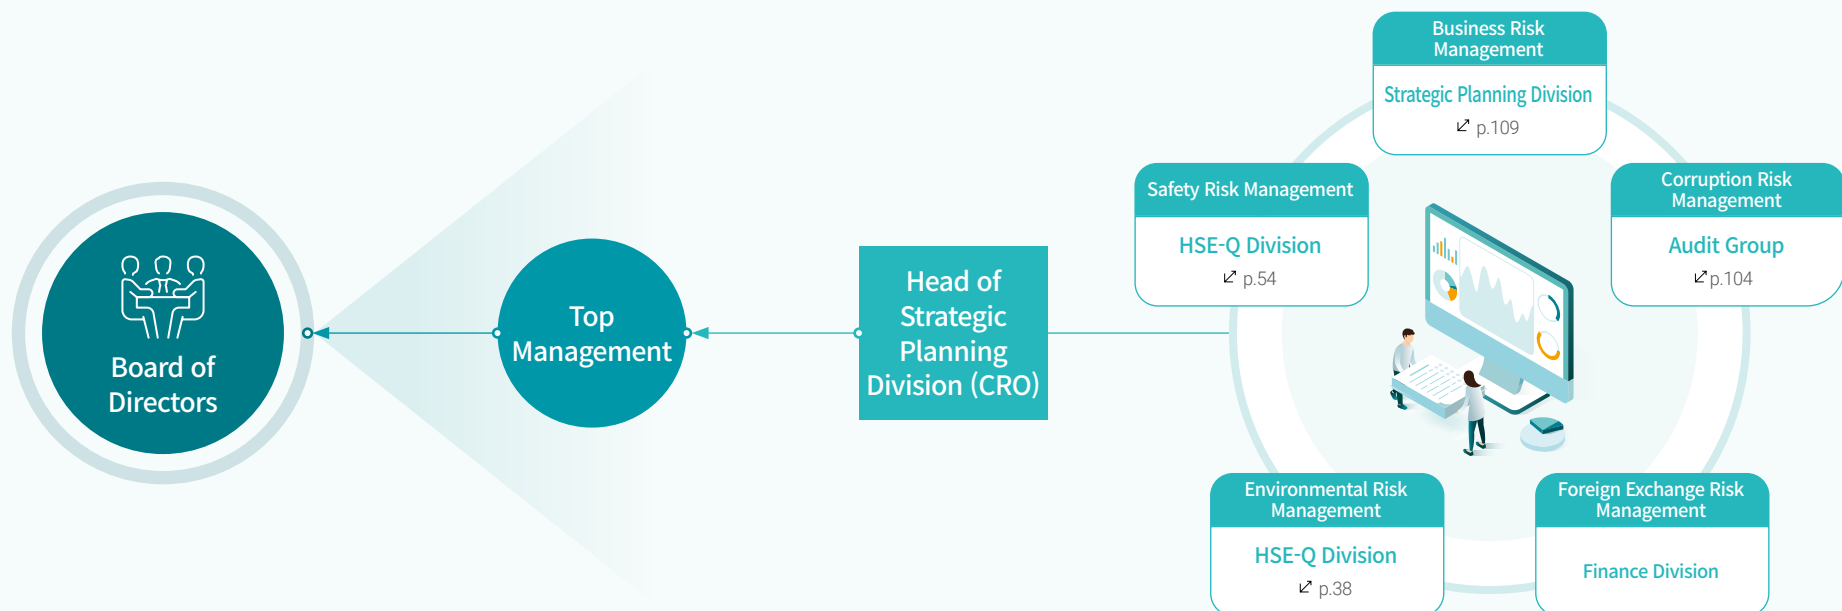 Board of
Directors
Top
Management
Head of
Strategic
Planning
Division (CRO)
Business Risk
Management
Strategic Planning Division
p.109
Safety Risk Management
HSE-Q Division
p.54
Corruption Risk
Management
Audit Group
p.104
Environmental Risk
Management
HSE-Q Division
p.38
Foreign Exchange Risk
Management
Finance Division